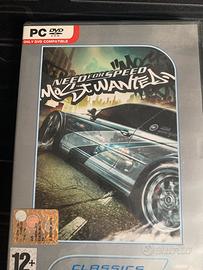 PC DVD
ONLY DVD COMPATIBLE
NEED FOR SPEED
MOST WANTED
12+
CLASSICS